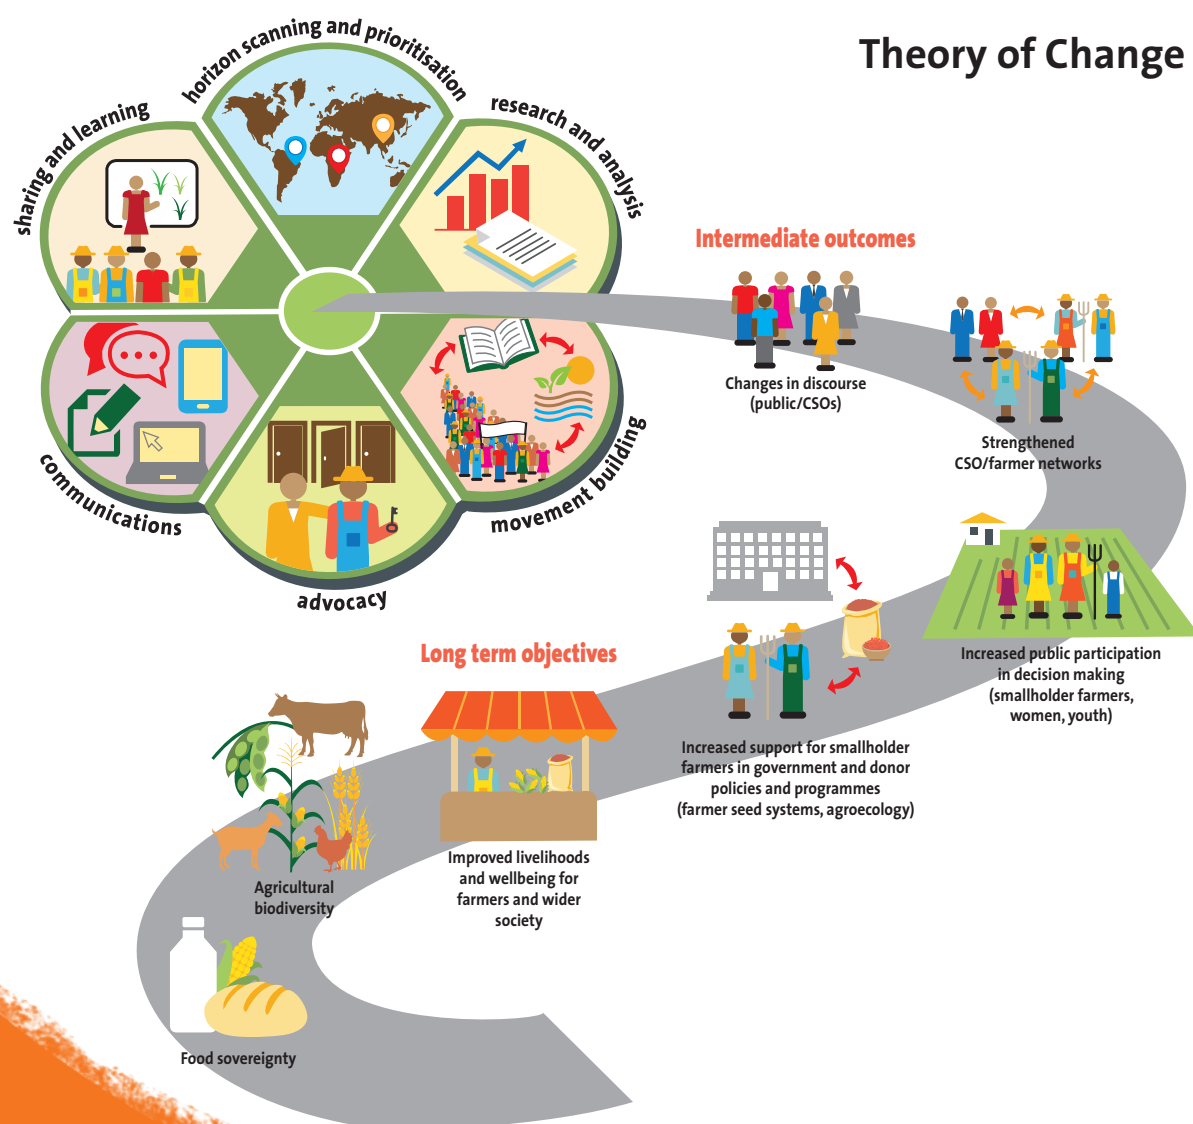 Theory of Change
horizon scanning and prioritisation
research and analysis
sharing and learning
communications
advocacy
movement building
Intermediate outcomes
Changes in discourse
(public/CSOs)
Strengthened
CSO/farmer networks
Increased public participation
in decision making
(smallholder farmers,
women, youth)
Increased support for smallholder
farmers in government and donor
policies and programmes
(farmer seed systems, agroecology)
Long term objectives
Improved livelihoods
and wellbeing for
farmers and wider
society
Agricultural
biodiversity
Food sovereignty